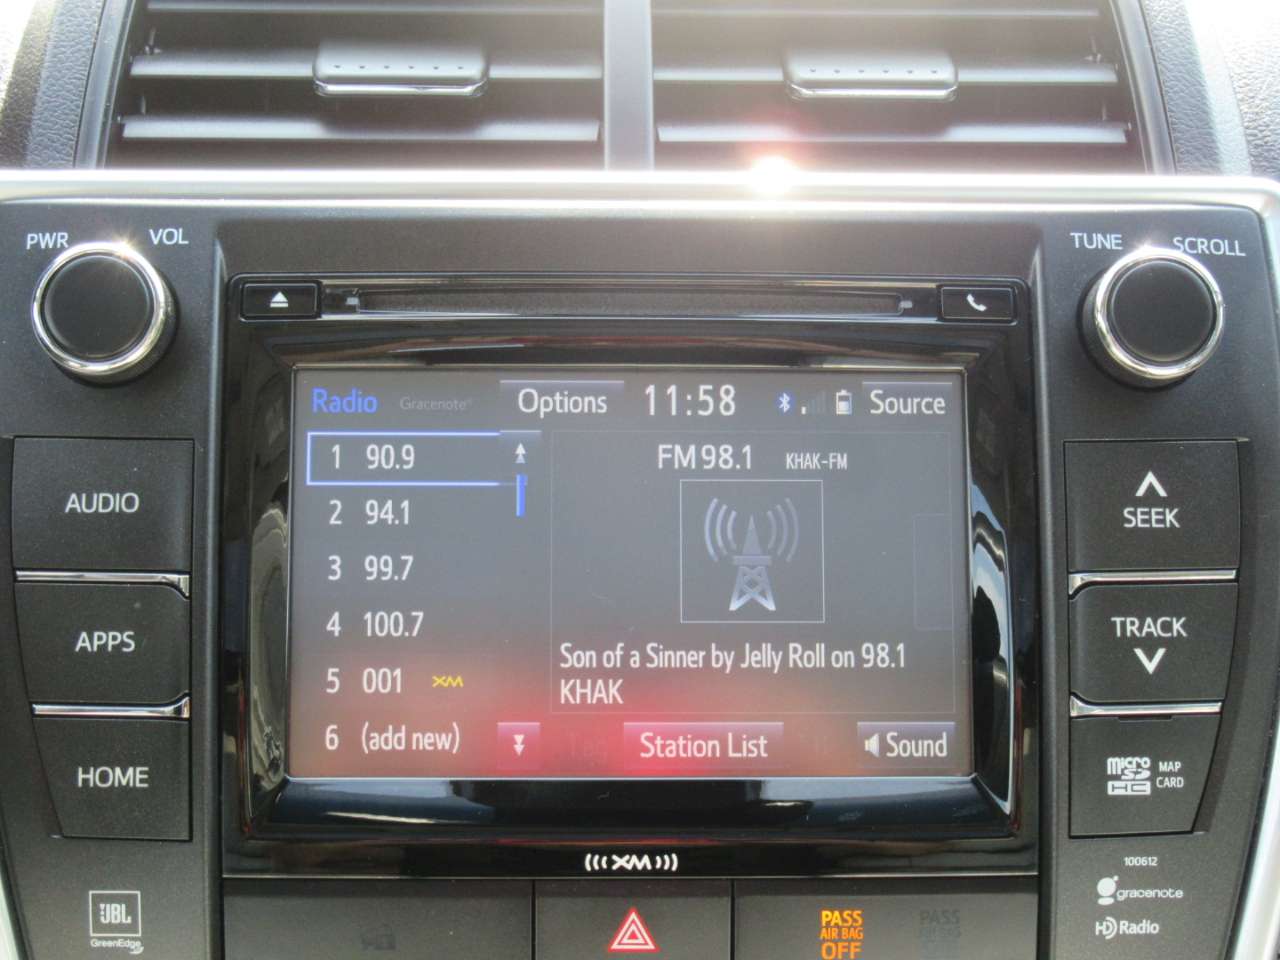 PWR VOL
TUNE SCROLL
Radio Gracenote Options 11:58 Source
1 90.9
2 94.1
3 99.7
4 100.7
5 001 XM
6 (add new)
FM 98.1 KHAK-FM
Son of a Sinner by Jelly Roll on 98.1
KHAK
Station List
Sound
AUDIO
APPS
HOME
SEEK
TRACK
micro
SD
HC
MAP
CARD
(((XM)))
JBL
GreenEdge
PASS
AIR BAG
OFF
PASS
AIR BAG
100612
gracenote
HD Radio